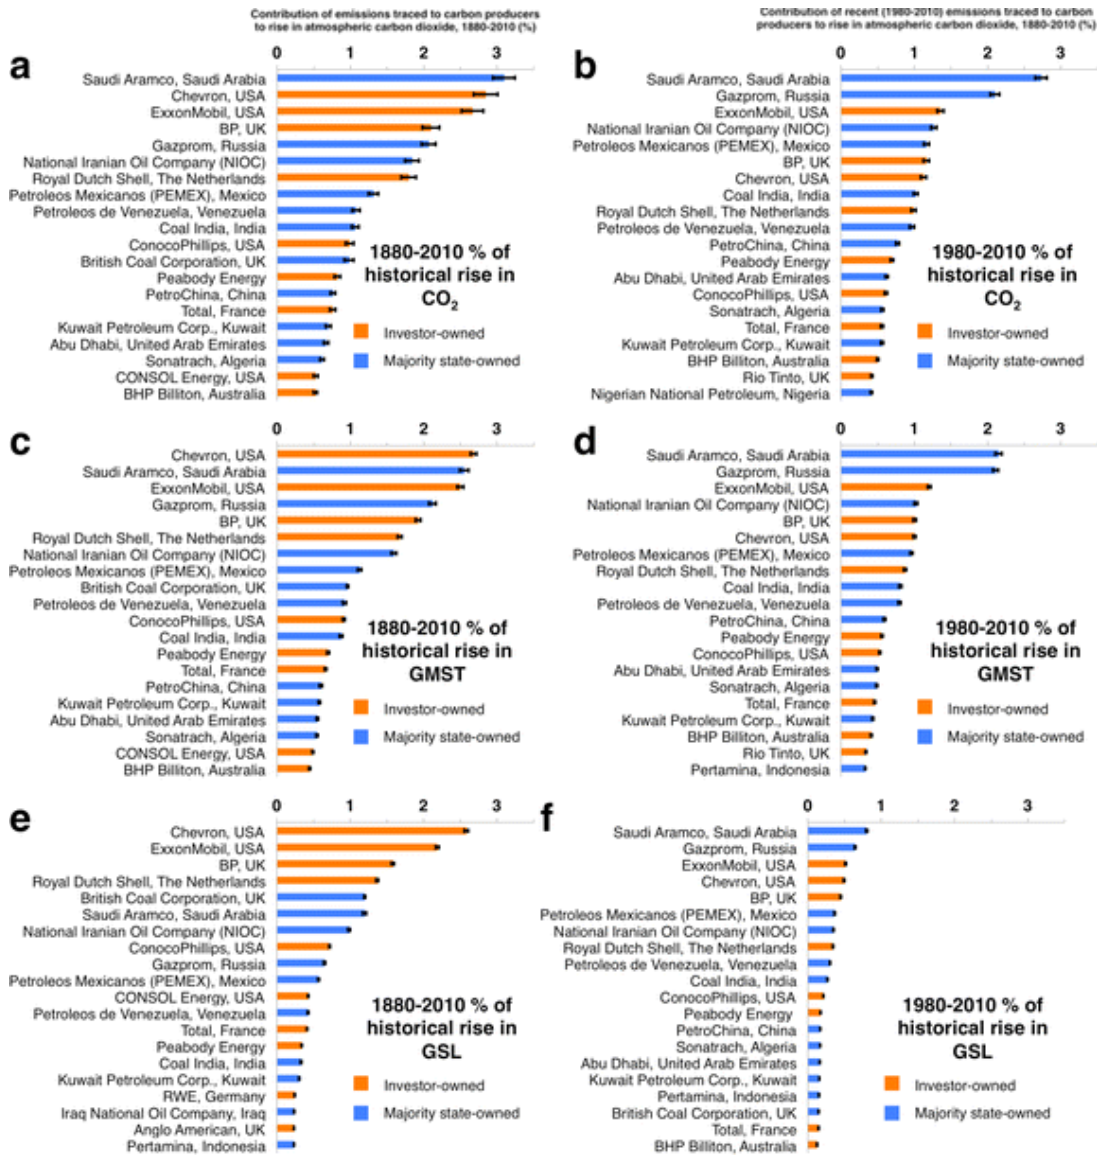 Contribution of emissions traced to carbon producers
to rise in atmospheric carbon dioxide, 1880-2010 (%)
Contribution of recent (1980-2010) emissions traced to carbon
producers to rise in atmospheric carbon dioxide, 1880-2010 (%)
a
0 1 2 3
Saudi Aramco, Saudi Arabia
Chevron, USA
ExxonMobil, USA
BP, UK
Gazprom, Russia
National Iranian Oil Company (NIOC)
Royal Dutch Shell, The Netherlands
Petroleos Mexicanos (PEMEX), Mexico
Petroleos de Venezuela, Venezuela
Coal India, India
ConocoPhillips, USA
British Coal Corporation, UK
Peabody Energy
PetroChina, China
Total, France
Kuwait Petroleum Corp., Kuwait
Abu Dhabi, United Arab Emirates
Sonatrach, Algeria
CONSOL Energy, USA
BHP Billiton, Australia
1880-2010 % of
historical rise in
CO2
Investor-owned
Majority state-owned
b
0 1 2 3
Saudi Aramco, Saudi Arabia
Gazprom, Russia
ExxonMobil, USA
National Iranian Oil Company (NIOC)
Petroleos Mexicanos (PEMEX), Mexico
BP, UK
Chevron, USA
Coal India, India
Royal Dutch Shell, The Netherlands
Petroleos de Venezuela, Venezuela
PetroChina, China
Peabody Energy
Abu Dhabi, United Arab Emirates
ConocoPhillips, USA
Sonatrach, Algeria
Total, France
Kuwait Petroleum Corp., Kuwait
BHP Billiton, Australia
Rio Tinto, UK
Nigerian National Petroleum, Nigeria
1980-2010 % of
historical rise in
CO2
Investor-owned
Majority state-owned
c
0 1 2 3
Chevron, USA
Saudi Aramco, Saudi Arabia
ExxonMobil, USA
Gazprom, Russia
BP, UK
Royal Dutch Shell, The Netherlands
National Iranian Oil Company (NIOC)
Petroleos Mexicanos (PEMEX), Mexico
British Coal Corporation, UK
Petroleos de Venezuela, Venezuela
ConocoPhillips, USA
Coal India, India
Peabody Energy
Total, France
PetroChina, China
Kuwait Petroleum Corp., Kuwait
Abu Dhabi, United Arab Emirates
Sonatrach, Algeria
CONSOL Energy, USA
BHP Billiton, Australia
1880-2010 % of
historical rise in
GMST
Investor-owned
Majority state-owned
d
0 1 2 3
Saudi Aramco, Saudi Arabia
Gazprom, Russia
ExxonMobil, USA
National Iranian Oil Company (NIOC)
BP, UK
Chevron, USA
Petroleos Mexicanos (PEMEX), Mexico
Royal Dutch Shell, The Netherlands
Coal India, India
Petroleos de Venezuela, Venezuela
PetroChina, China
Peabody Energy
ConocoPhillips, USA
Abu Dhabi, United Arab Emirates
Sonatrach, Algeria
Total, France
Kuwait Petroleum Corp., Kuwait
BHP Billiton, Australia
Rio Tinto, UK
Pertamina, Indonesia
1980-2010 % of
historical rise in
GMST
Investor-owned
Majority state-owned
e
0 1 2 3
Chevron, USA
ExxonMobil, USA
BP, UK
Royal Dutch Shell, The Netherlands
British Coal Corporation, UK
Saudi Aramco, Saudi Arabia
National Iranian Oil Company (NIOC)
ConocoPhillips, USA
Gazprom, Russia
Petroleos Mexicanos (PEMEX), Mexico
CONSOL Energy, USA
Petroleos de Venezuela, Venezuela
Total, France
Peabody Energy
Coal India, India
Kuwait Petroleum Corp., Kuwait
RWE, Germany
Iraq National Oil Company, Iraq
Anglo American, UK
Pertamina, Indonesia
1880-2010 % of
historical rise in
GSL
Investor-owned
Majority state-owned
f
0 1 2 3
Saudi Aramco, Saudi Arabia
Gazprom, Russia
ExxonMobil, USA
Chevron, USA
BP, UK
Petroleos Mexicanos (PEMEX), Mexico
National Iranian Oil Company (NIOC)
Royal Dutch Shell, The Netherlands
Petroleos de Venezuela, Venezuela
Coal India, India
ConocoPhillips, USA
Peabody Energy
PetroChina, China
Sonatrach, Algeria
Abu Dhabi, United Arab Emirates
Kuwait Petroleum Corp., Kuwait
Pertamina, Indonesia
British Coal Corporation, UK
Total, France
BHP Billiton, Australia
1980-2010 % of
historical rise in
GSL
Investor-owned
Majority state-owned